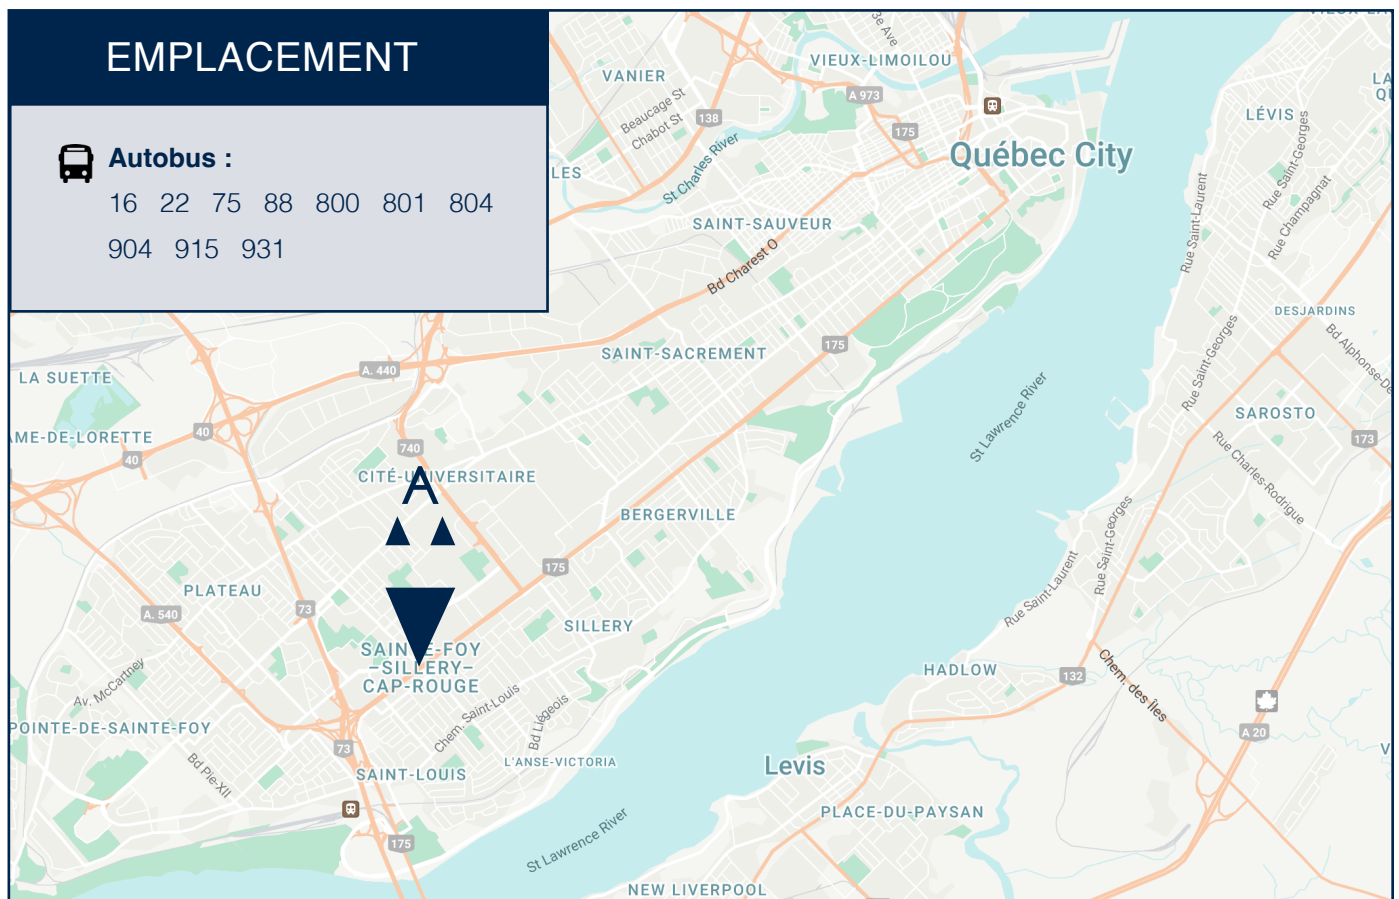 EMPLACEMENT
Autobus :
16 22 75 88 800 801 804
904 915 931
3e Ave
VIEUX-LIMOILOU
VANIER
A 973
Beaucage St
138
Chabot St
175
LÉVIS
Québec City
St Charles River
LES
SAINT-SAUVEUR
Bd Charest O
Rue Saint-Laurent
Rue Saint-Georges
Rue Champagnat
DESJARDINS
Bd Alphonse-De
175
SAINT-SACREMENT
A. 440
LA SUETTE
St Lawrence River
Rue Saint-Georges
SAROSTO
173
Rue Charles-Rodrigue
40
AME-DE-LORETTE
40
740
CITÉ-UNIVERSITAIRE
A
BERGERVILLE
175
PLATEAU
A. 540
73
SILLERY
Rue Saint-Laurent
Rue Saint-Georges
SAINTE-FOY
–SILLERY–
CAP-ROUGE
HADLOW
132
Chem. des Îles
A 20
Av. McCartney
POINTE-DE-SAINTE-FOY
Chem. Saint-Louis
Bd Liégeois
73
Bd Pie-XII
SAINT-LOUIS
L'ANSE-VICTORIA
Levis
PLACE-DU-PAYSAN
175
St Lawrence River
NEW LIVERPOOL